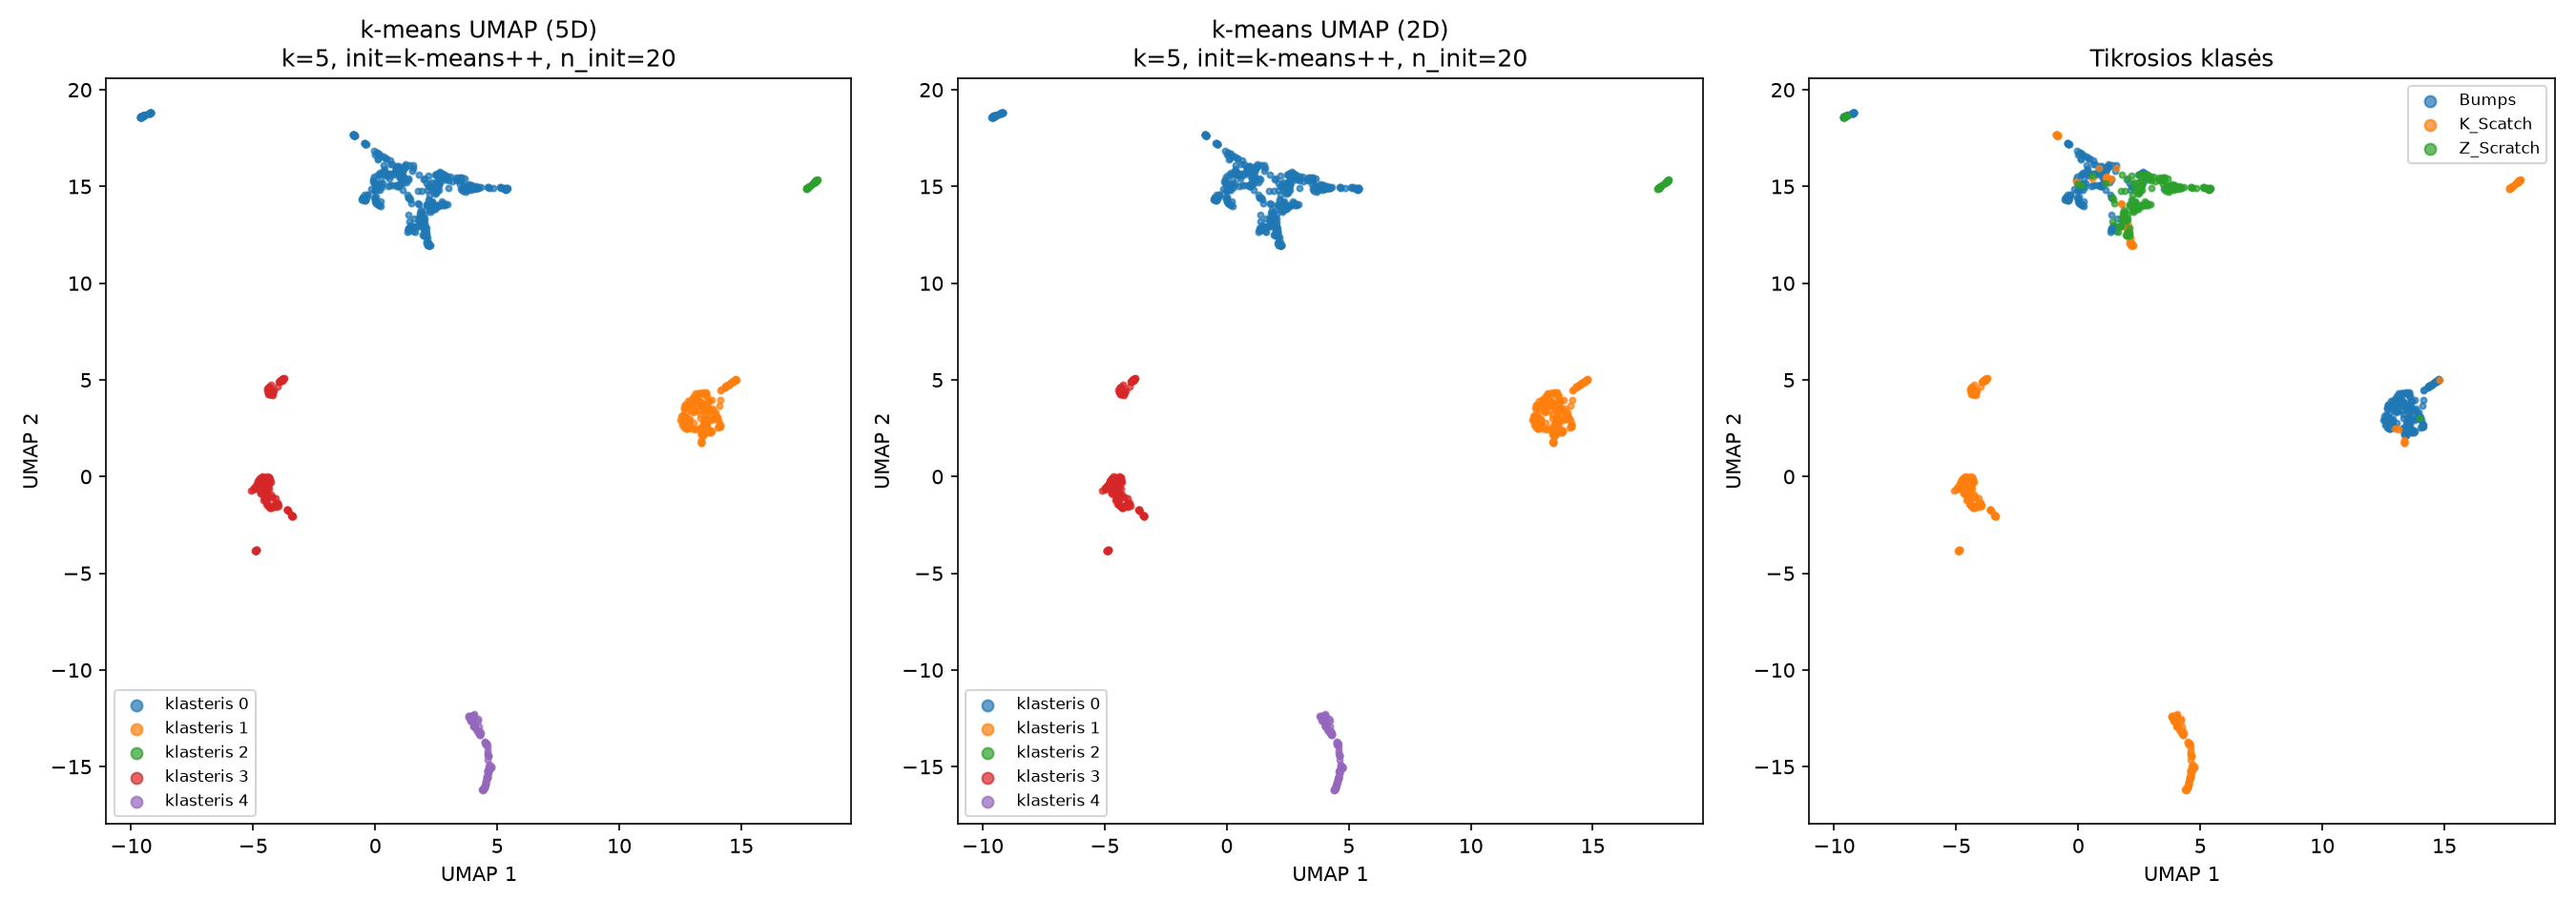 k-means UMAP (5D)
k=5, init=k-means++, n_init=20
20
15
10
5
0
−5
−10
−15
UMAP 2
−10
−5
0
5
10
15
UMAP 1
klasteris 0
klasteris 1
klasteris 2
klasteris 3
klasteris 4
k-means UMAP (2D)
k=5, init=k-means++, n_init=20
20
15
10
5
0
−5
−10
−15
UMAP 2
−10
−5
0
5
10
15
UMAP 1
klasteris 0
klasteris 1
klasteris 2
klasteris 3
klasteris 4
Tikrosios klasės
20
15
10
5
0
−5
−10
−15
UMAP 2
−10
−5
0
5
10
15
UMAP 1
Bumps
K_Scatch
Z_Scratch